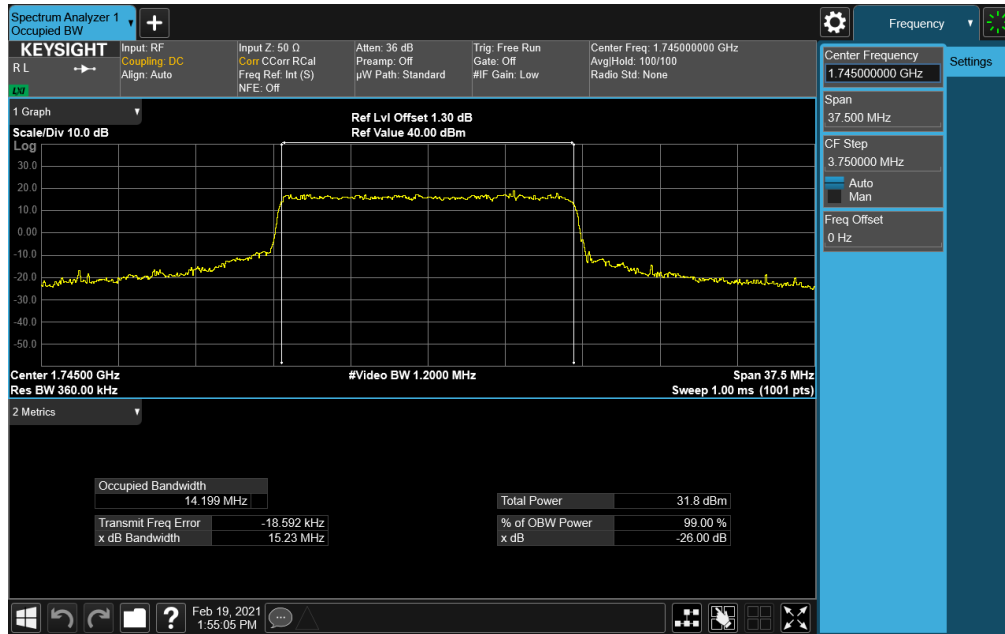 Spectrum Analyzer 1
Occupied BW
Frequency
KEYSIGHT
R L
LXI
Input: RF
Coupling: DC
Align: Auto
Input Z: 50 Ω
Corr CCorr RCal
Freq Ref: Int (S)
NFE: Off
Atten: 36 dB
Preamp: Off
µW Path: Standard
Trig: Free Run
Gate: Off
#IF Gain: Low
Center Freq: 1.745000000 GHz
Avg|Hold: 100/100
Radio Std: None
Center Frequency
1.745000000 GHz
Settings
Span
37.500 MHz
CF Step
3.750000 MHz
Auto
Man
Freq Offset
0 Hz
1 Graph
Scale/Div 10.0 dB
Ref Lvl Offset 1.30 dB
Ref Value 40.00 dBm
Log
30.0
20.0
10.0
0.00
-10.0
-20.0
-30.0
-40.0
-50.0
Center 1.74500 GHz
#Video BW 1.2000 MHz
Span 37.5 MHz
Res BW 360.00 kHz
Sweep 1.00 ms (1001 pts)
2 Metrics
Occupied Bandwidth
14.199 MHz
Total Power 31.8 dBm
Transmit Freq Error -18.592 kHz
% of OBW Power 99.00 %
x dB Bandwidth 15.23 MHz
x dB -26.00 dB
?
Feb 19, 2021
1:55:05 PM